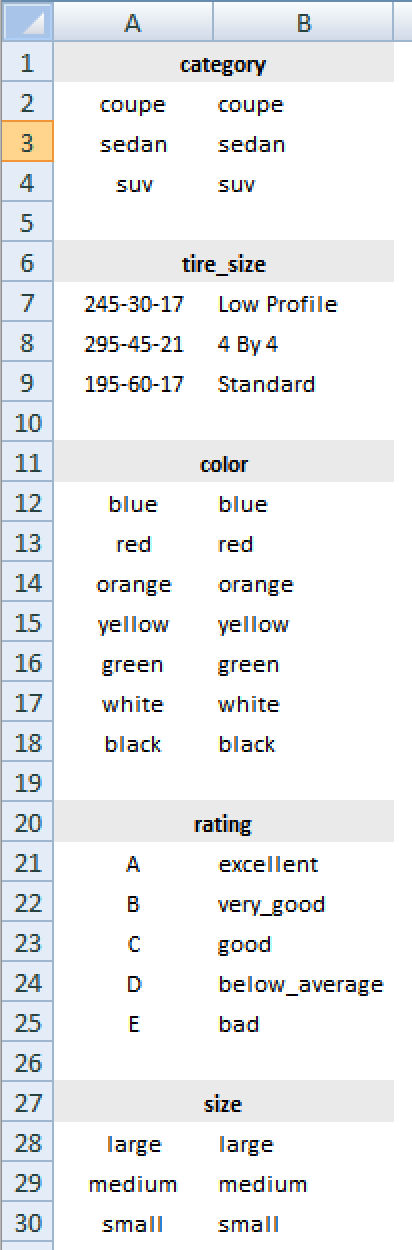 A B
1 category
2 coupe coupe
3 sedan sedan
4 suv suv
5
6 tire_size
7 245-30-17 Low Profile
8 295-45-21 4 By 4
9 195-60-17 Standard
10
11 color
12 blue blue
13 red red
14 orange orange
15 yellow yellow
16 green green
17 white white
18 black black
19
20 rating
21 A excellent
22 B very_good
23 C good
24 D below_average
25 E bad
26
27 size
28 large large
29 medium medium
30 small small